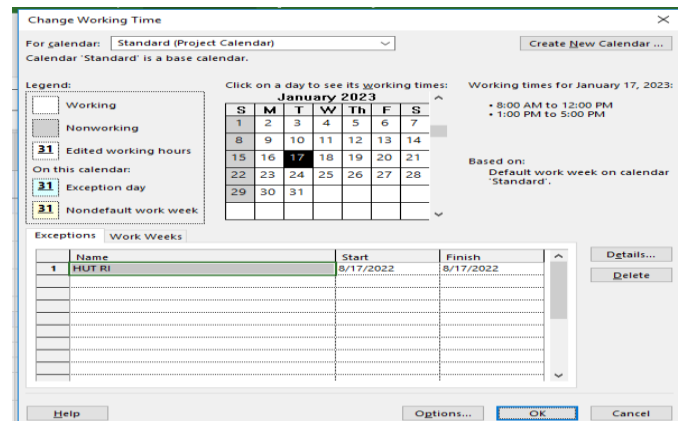 Change Working Time
For calendar: Standard (Project Calendar)
Create New Calendar ...
Calendar 'Standard' is a base calendar.
Legend:
Working
Nonworking
31 Edited working hours
On this calendar:
31 Exception day
31 Nondefault work week
Click on a day to see its working times:
January 2023
S M T W Th F S
1 2 3 4 5 6 7
8 9 10 11 12 13 14
15 16 17 18 19 20 21
22 23 24 25 26 27 28
29 30 31
Working times for January 17, 2023:
• 8:00 AM to 12:00 PM
• 1:00 PM to 5:00 PM
Based on:
Default work week on calendar
'Standard'.
Exceptions Work Weeks
Name Start Finish
1 HUT RI 8/17/2022 8/17/2022
Details...
Delete
Help Options... OK Cancel